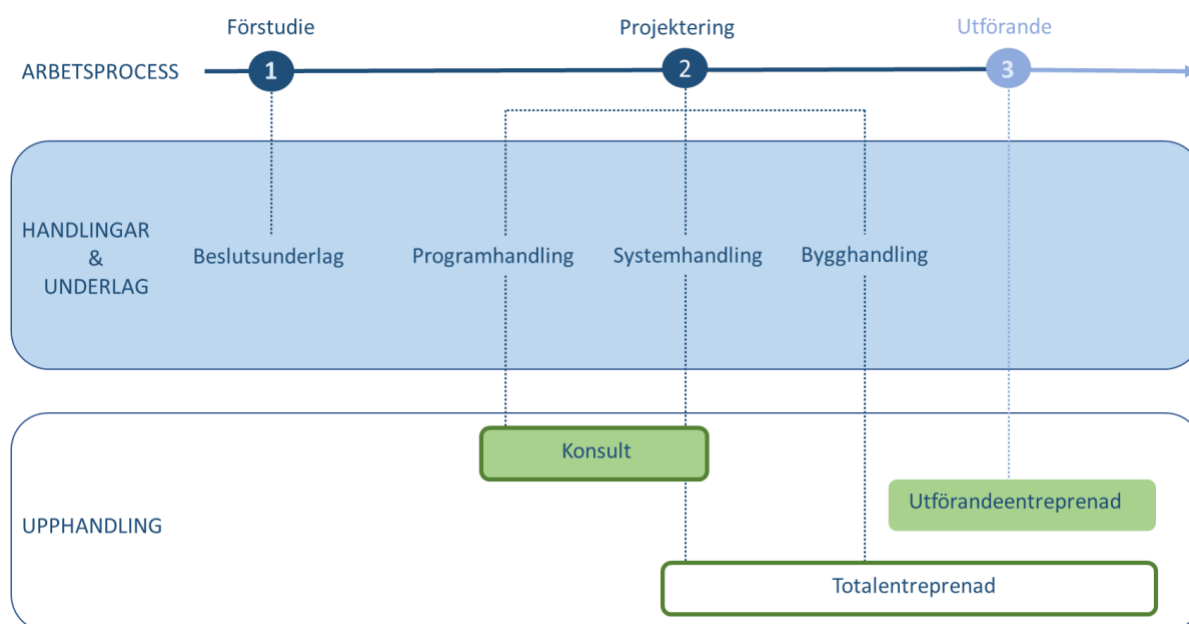 Förstudie
Projektering
Utförande
ARBETSPROCESS
1
2
3
HANDLINGAR
&
UNDERLAG
Beslutsunderlag
Programhandling
Systemhandling
Bygghandling
Konsult
Utförandeentreprenad
UPPHANDLING
Totalentreprenad